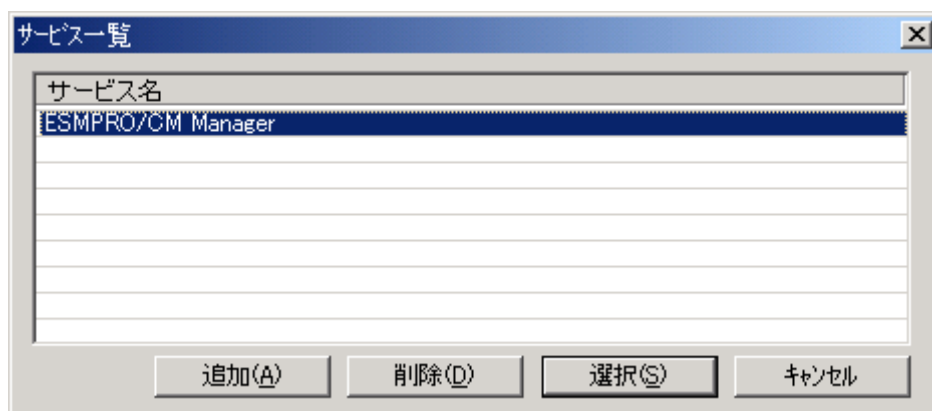 サービス一覧
サービス名
ESMPRO/CM Manager
追加(A) 削除(D) 選択(S) キャンセル